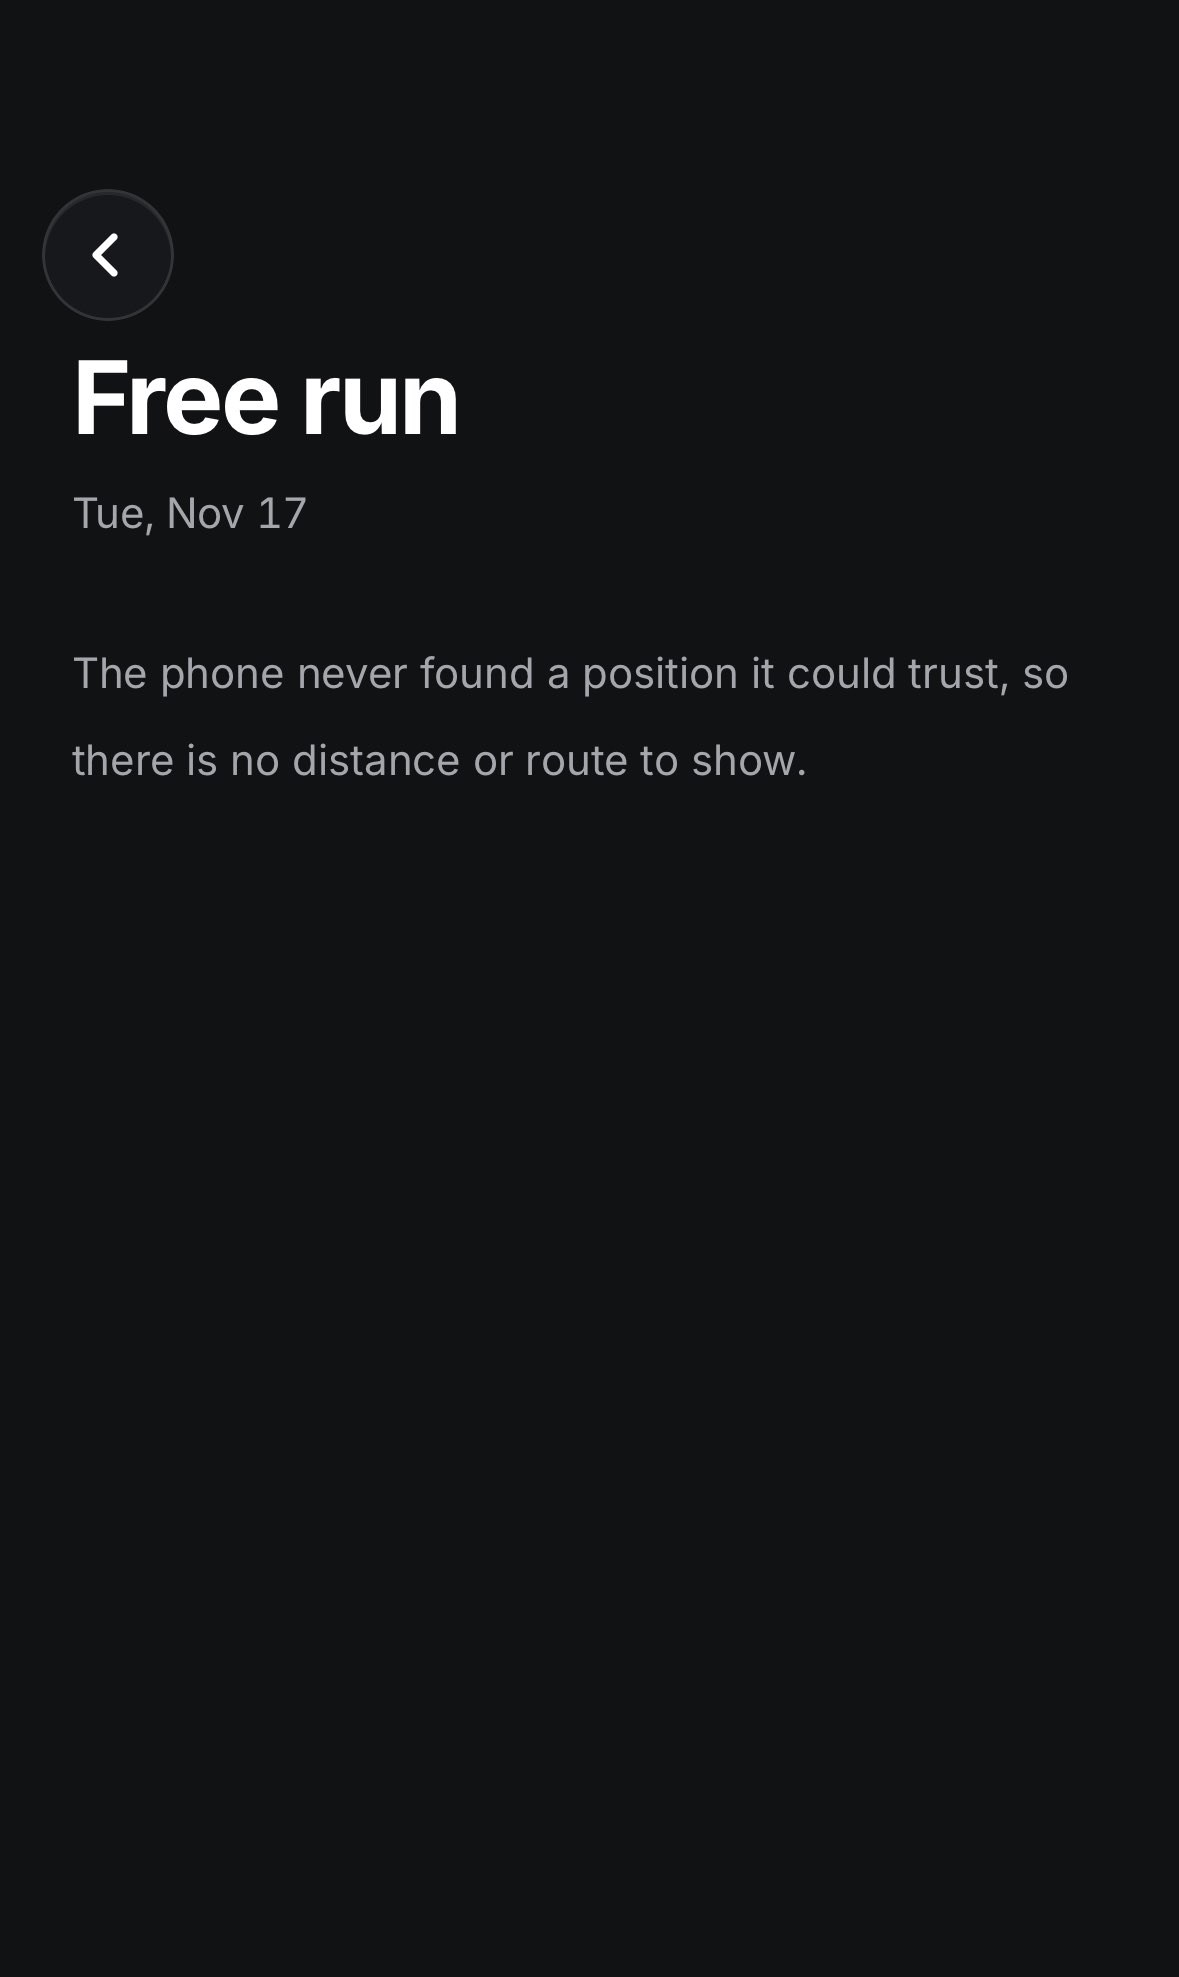 Free run
Tue, Nov 17
The phone never found a position it could trust, so
there is no distance or route to show.